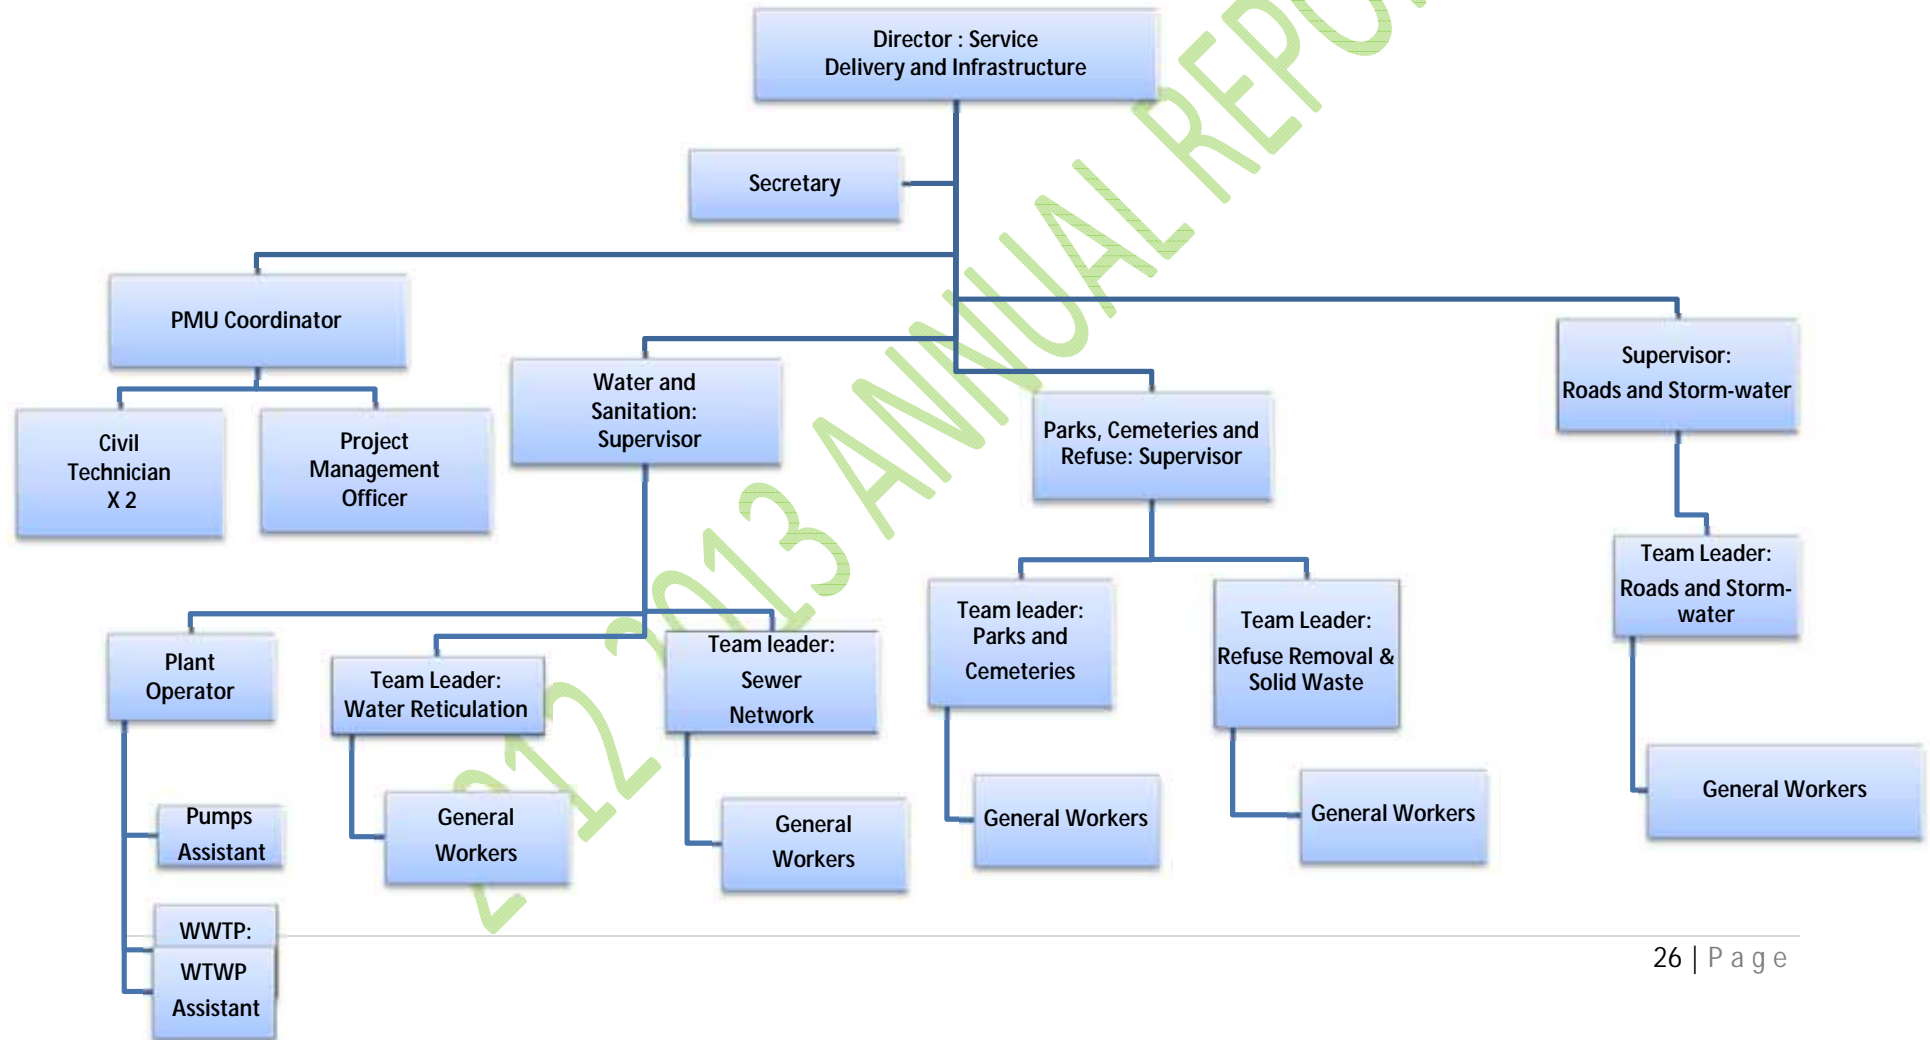 Director : Service
Delivery and Infrastructure
Secretary
PMU Coordinator
Civil
Technician
X 2
Project
Management
Officer
Water and
Sanitation:
Supervisor
Parks, Cemeteries and
Refuse: Supervisor
Supervisor:
Roads and Storm-water
Plant
Operator
Team Leader:
Water Reticulation
Team leader:
Sewer
Network
Team leader:
Parks and
Cemeteries
Team Leader:
Refuse Removal &
Solid Waste
Team Leader:
Roads and Storm-
water
Pumps
Assistant
General
Workers
General
Workers
General Workers
General Workers
General Workers
WWTP:
WTWP
Assistant
2012 2013 ANNUAL REPO
26 | Page